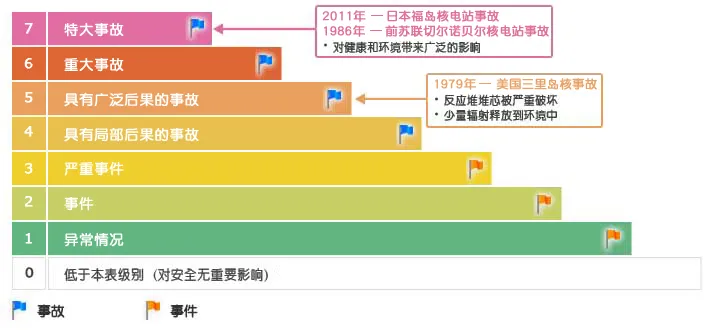 7 特大事故
2011年 — 日本福岛核电站事故
1986年 — 前苏联切尔诺贝尔核电站事故
• 对健康和环境带来广泛的影响
6 重大事故
5 具有广泛后果的事故
1979年 — 美国三里岛核事故
• 反应堆堆芯被严重破坏
• 少量辐射释放到环境中
4 具有局部后果的事故
3 严重事件
2 事件
1 异常情况
0 低于本表级别（对安全无重要影响）
事故 事件